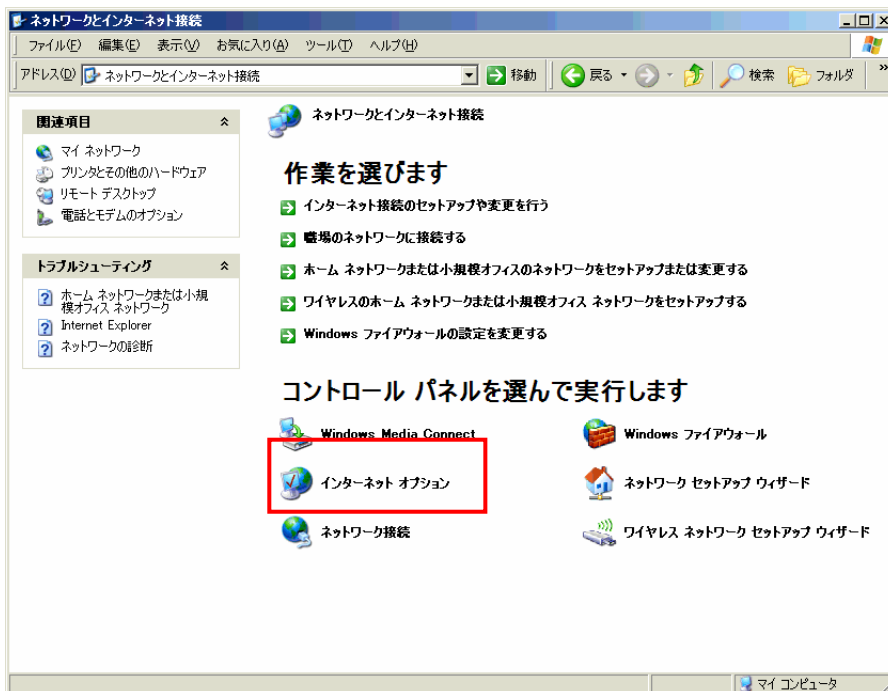 ネットワークとインターネット接続
ファイル(F) 編集(E) 表示(V) お気に入り(A) ツール(T) ヘルプ(H)
アドレス(D) ネットワークとインターネット接続 移動 戻る 検索 フォルダ »
関連項目
マイ ネットワーク
プリンタとその他のハードウェア
リモート デスクトップ
電話とモデムのオプション
トラブルシューティング
ホーム ネットワークまたは小規
模オフィス ネットワーク
Internet Explorer
ネットワークの診断
ネットワークとインターネット接続
作業を選びます
インターネット接続のセットアップや変更を行う
職場のネットワークに接続する
ホーム ネットワークまたは小規模オフィスのネットワークをセットアップまたは変更する
ワイヤレスのホーム ネットワークまたは小規模オフィス ネットワークをセットアップする
Windows ファイアウォールの設定を変更する
コントロール パネルを選んで実行します
Windows Media Connect
Windows ファイアウォール
インターネット オプション
ネットワーク セットアップ ウィザード
ネットワーク接続
ワイヤレス ネットワーク セットアップ ウィザード
マイ コンピュータ